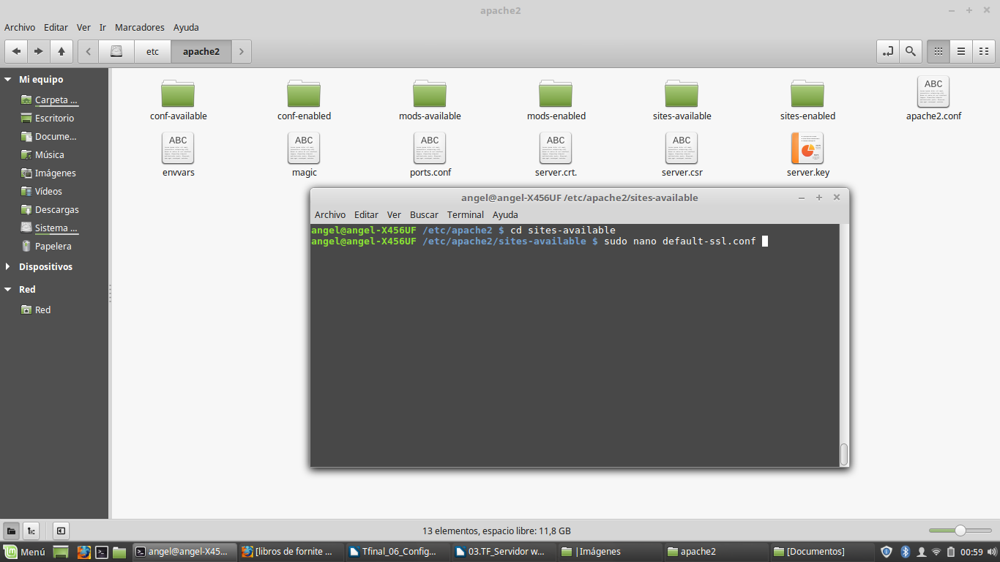 apache2
Archivo Editar Ver Ir Marcadores Ayuda
etc apache2
Mi equipo
Carpeta ...
Escritorio
Docume...
Música
Imágenes
Vídeos
Descargas
Sistema ...
Papelera
Dispositivos
Red
Red
conf-available conf-enabled mods-available mods-enabled sites-available sites-enabled ABC apache2.conf
ABC ABC ABC ABC ABC
envvars magic ports.conf server.crt. server.csr server.key
angel@angel-X456UF /etc/apache2/sites-available
Archivo Editar Ver Buscar Terminal Ayuda
angel@angel-X456UF /etc/apache2 $ cd sites-available
angel@angel-X456UF /etc/apache2/sites-available $ sudo nano default-ssl.conf
13 elementos, espacio libre: 11,8 GB
Menú angel@angel-X45... [libros de fornite ... Tfinal_06_Config... 03.TF_Servidor w... |Imágenes apache2 [Documentos] 00:59